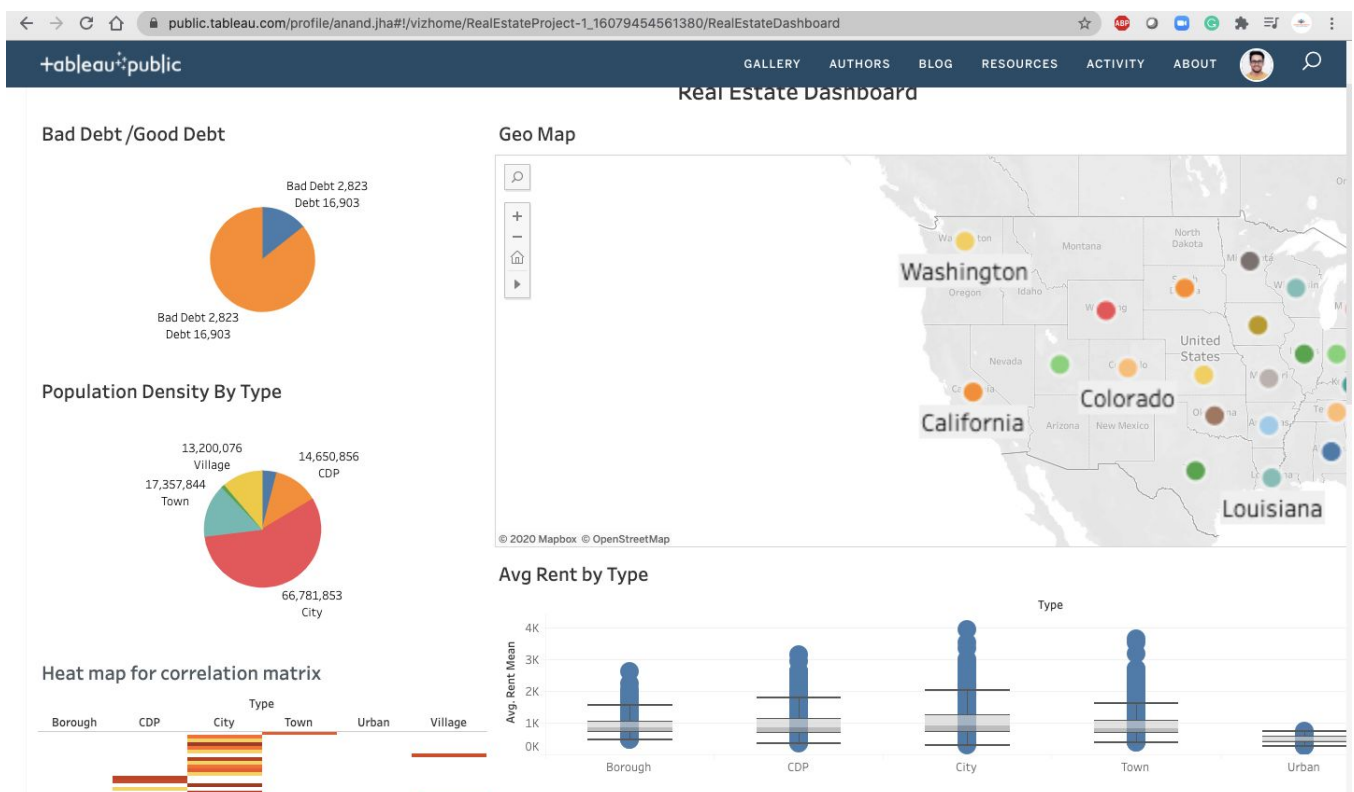 public.tableau.com/profile/anand.jha#!/vizhome/RealEstateProject-1_16079454561380/RealEstateDashboard
ABP
+ableau public
GALLERY AUTHORS BLOG RESOURCES ACTIVITY ABOUT
Real Estate Dashboard
Bad Debt /Good Debt
Bad Debt 2,823
Debt 16,903
Bad Debt 2,823
Debt 16,903
Population Density By Type
13,200,076
Village
14,650,856
CDP
17,357,844
Town
66,781,853
City
Heat map for correlation matrix
Type
Borough CDP City Town Urban Village
Geo Map
Montana
North
Dakota
Washington
Oregon
Idaho
United
States
Nevada
Colorado
California
Arizona
New Mexico
Louisiana
© 2020 Mapbox © OpenStreetMap
Avg Rent by Type
Type
Avg. Rent Mean
4K
3K
2K
1K
0K
Borough CDP City Town Urban